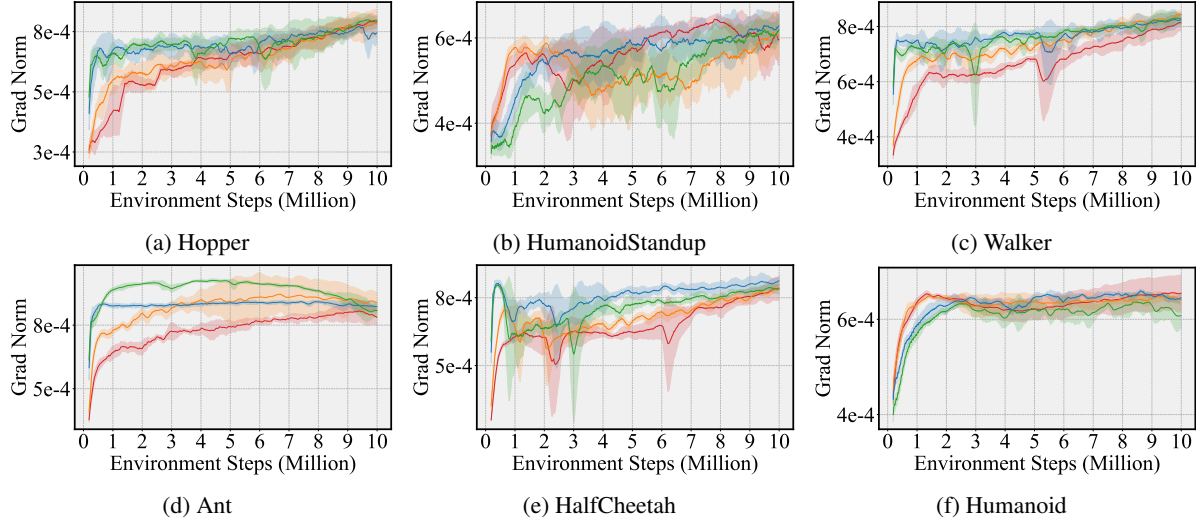 Grad Norm
8e-4
5e-4
3e-4
0 1 2 3 4 5 6 7 8 9 10
Environment Steps (Million)
(a) Hopper
Grad Norm
6e-4
4e-4
0 1 2 3 4 5 6 7 8 9 10
Environment Steps (Million)
(b) HumanoidStandup
Grad Norm
8e-4
6e-4
4e-4
0 1 2 3 4 5 6 7 8 9 10
Environment Steps (Million)
(c) Walker
Grad Norm
8e-4
5e-4
0 1 2 3 4 5 6 7 8 9 10
Environment Steps (Million)
(d) Ant
Grad Norm
8e-4
5e-4
0 1 2 3 4 5 6 7 8 9 10
Environment Steps (Million)
(e) HalfCheetah
Grad Norm
6e-4
4e-4
0 1 2 3 4 5 6 7 8 9 10
Environment Steps (Million)
(f) Humanoid